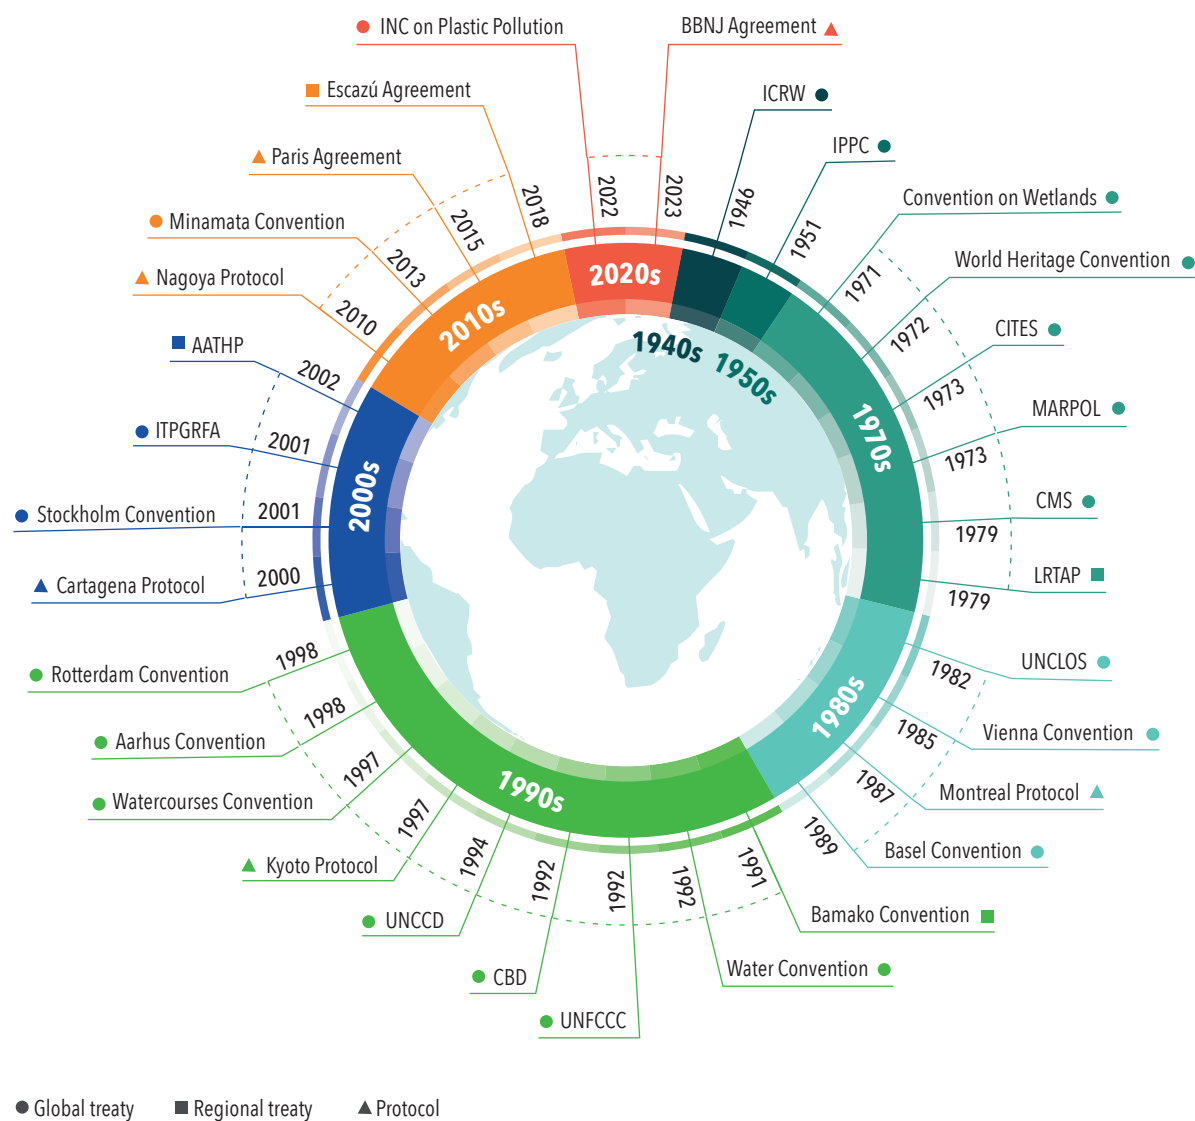 INC on Plastic Pollution
BBNJ Agreement
Escazú Agreement
ICRW
Paris Agreement
IPPC
Minamata Convention
Convention on Wetlands
Nagoya Protocol
World Heritage Convention
AATHP
CITES
ITPGRFA
MARPOL
Stockholm Convention
CMS
Cartagena Protocol
LRTAP
Rotterdam Convention
UNCLOS
Aarhus Convention
Vienna Convention
Watercourses Convention
Montreal Protocol
Kyoto Protocol
Basel Convention
UNCCD
Bamako Convention
CBD
Water Convention
UNFCCC
2022
2023
1946
1951
1971
1972
1973
1973
1979
1979
1982
1985
1987
1989
1991
1992
1992
1992
1994
1997
1997
1998
1998
2000
2001
2001
2002
2010
2013
2015
2018
2020s
1940s
1950s
1970s
1980s
1990s
2000s
2010s
Global treaty
Regional treaty
Protocol